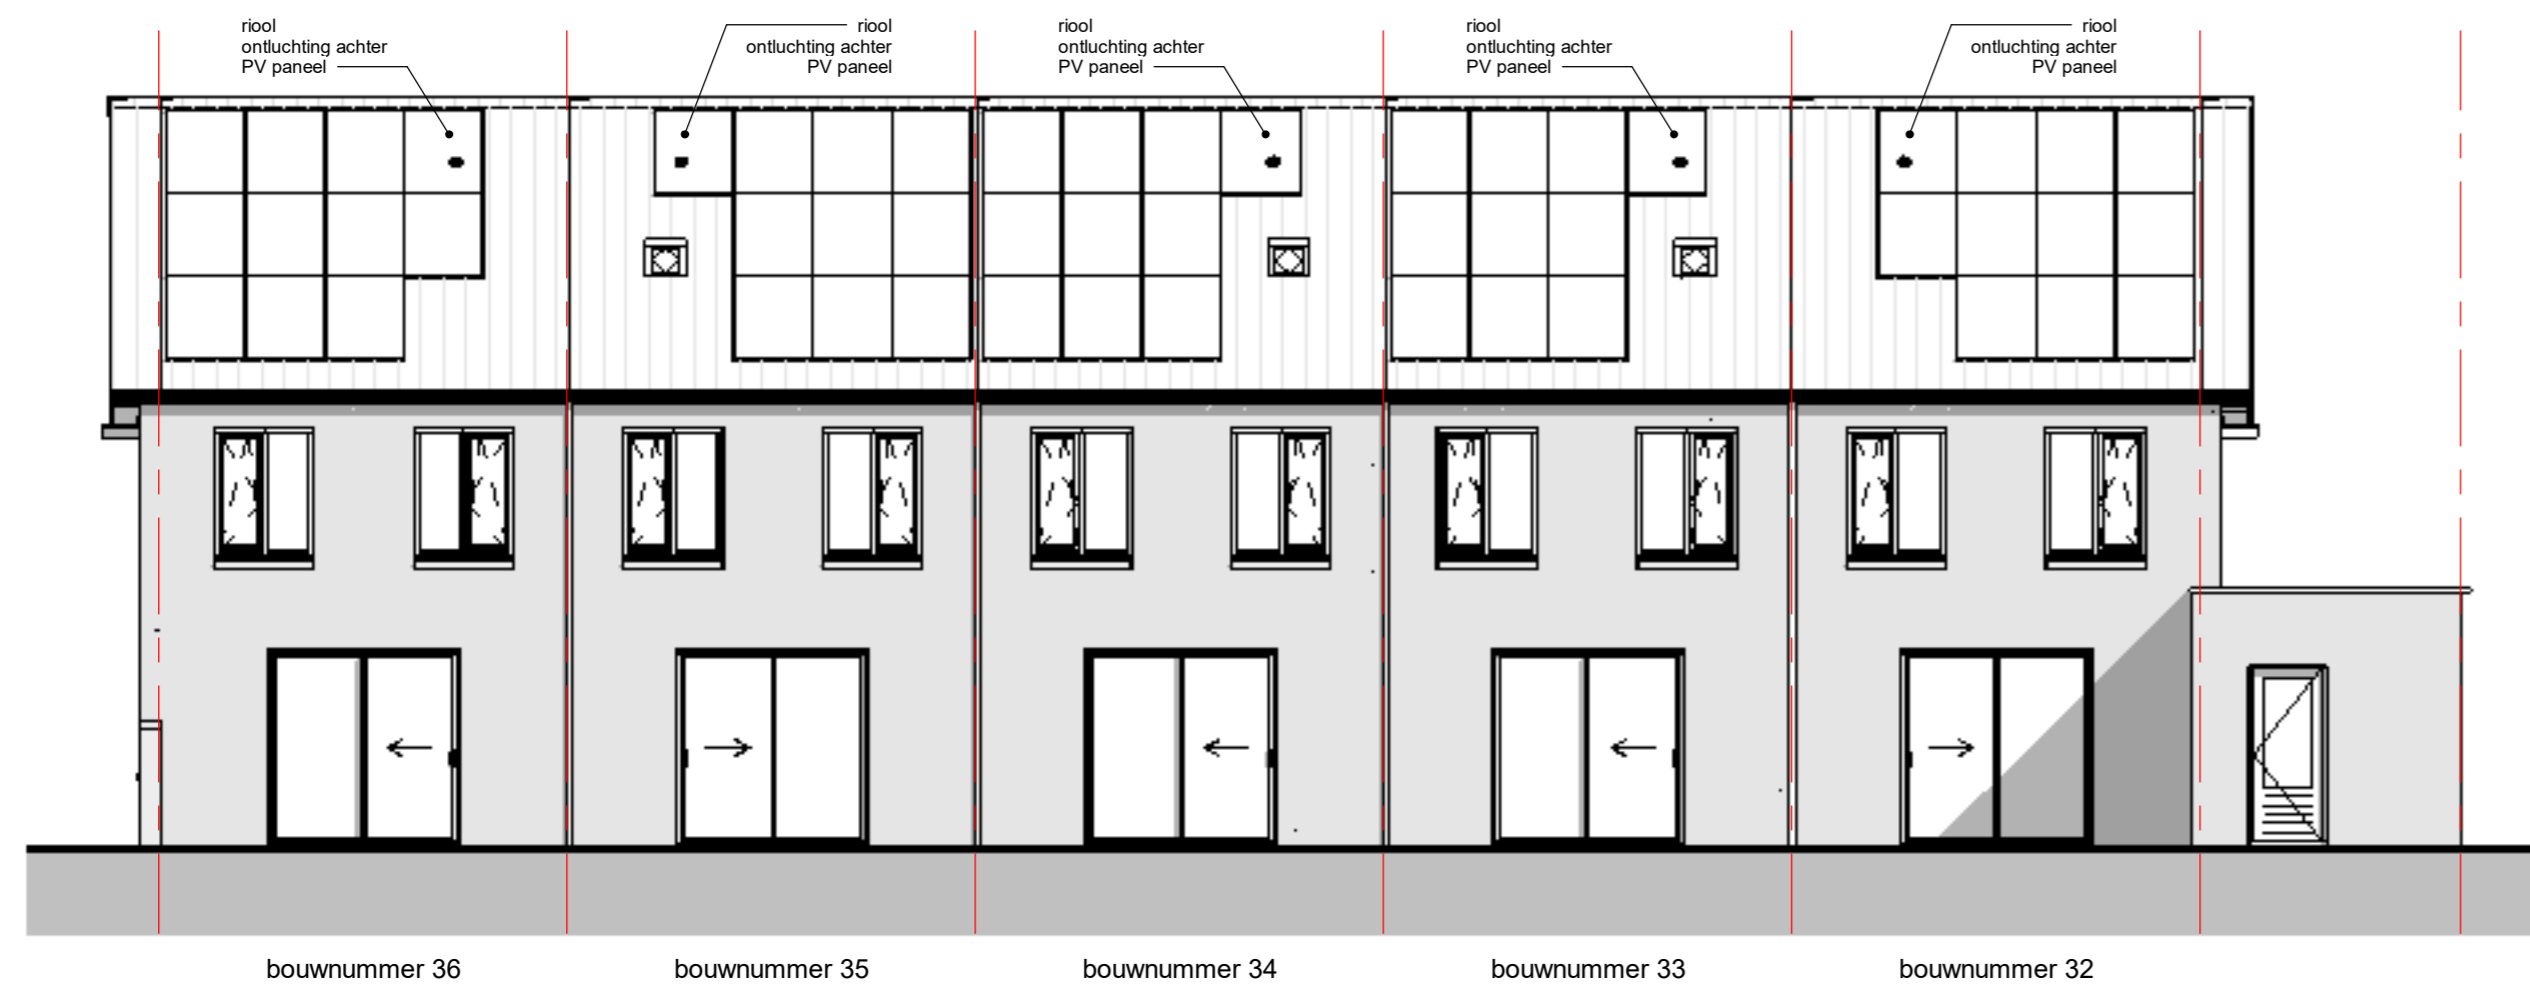 riool
ontluchting achter
PV paneel
riool
ontluchting achter
PV paneel
riool
ontluchting achter
PV paneel
riool
ontluchting achter
PV paneel
riool
ontluchting achter
PV paneel
bouwnummer 36
bouwnummer 35
bouwnummer 34
bouwnummer 33
bouwnummer 32